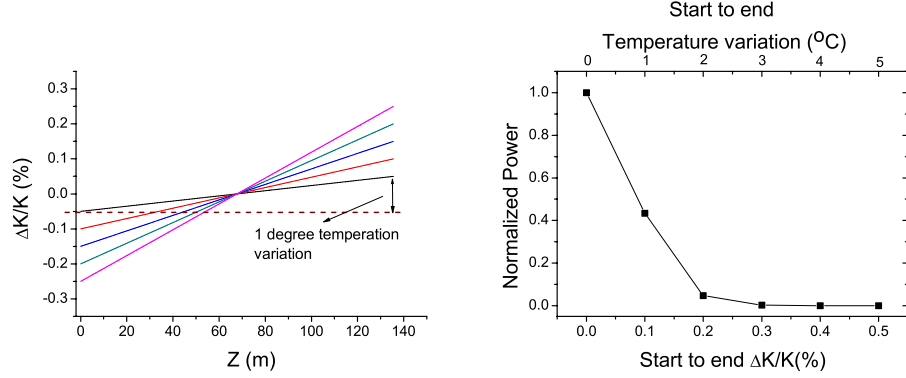 0.3
0.2
0.1
0.0
-0.1
-0.2
-0.3
ΔK/K (%)
0 20 40 60 80 100 120 140
Z (m)
1 degree temperation
variation
Start to end
Temperature variation (°C)
0 1 2 3 4 5
1.0
0.8
0.6
0.4
0.2
0.0
Normalized Power
0.0 0.1 0.2 0.3 0.4 0.5
Start to end ΔK/K(%)